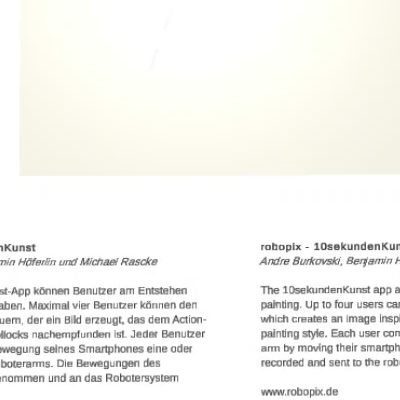 nKunst
min Höferlin und Michael Rascke
st-App können Benutzer am Entstehen
aben. Maximal vier Benutzer können den
uern, der ein Bild erzeugt, das dem Action-
llocks nachempfunden ist. Jeder Benutzer
ewegung seines Smartphones eine oder
boterarms. Die Bewegungen des
enommen und an das Robotersystem
robopix - 10sekundenKun
Andre Burkovski, Benjamin H
The 10sekundenKunst app a
painting. Up to four users ca
which creates an image inspi
painting style. Each user con
arm by moving their smartph
recorded and sent to the rob
www.robopix.de